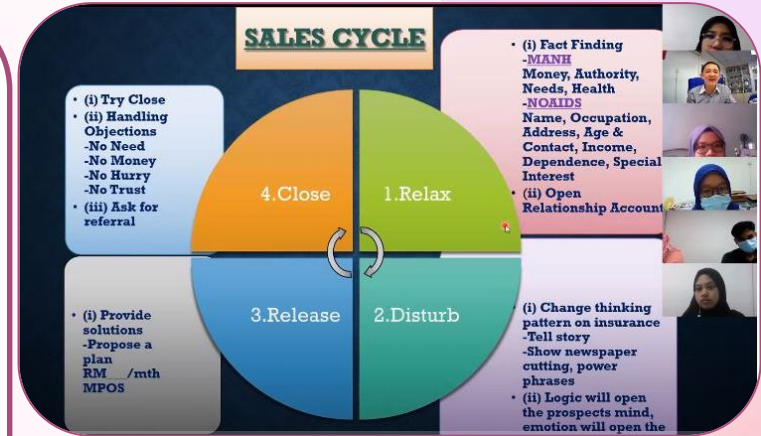 SALES CYCLE
(i) Try Close
(ii) Handling
Objections
-No Need
-No Money
-No Hurry
-No Trust
(iii) Ask for
referral
4.Close
1.Relax
(i) Fact Finding
-MANH
Money, Authority,
Needs, Health
-NOAIDS
Name, Occupation,
Address, Age &
Contact, Income,
Dependence, Special
Interest
(ii) Open
Relationship Account
(i) Provide
solutions
-Propose a
plan
RM___/mth
MPOS
3.Release
2.Disturb
(i) Change thinking
pattern on insurance
-Tell story
-Show newspaper
cutting, power
phrases
(ii) Logic will open
the prospects mind,
emotion will open the